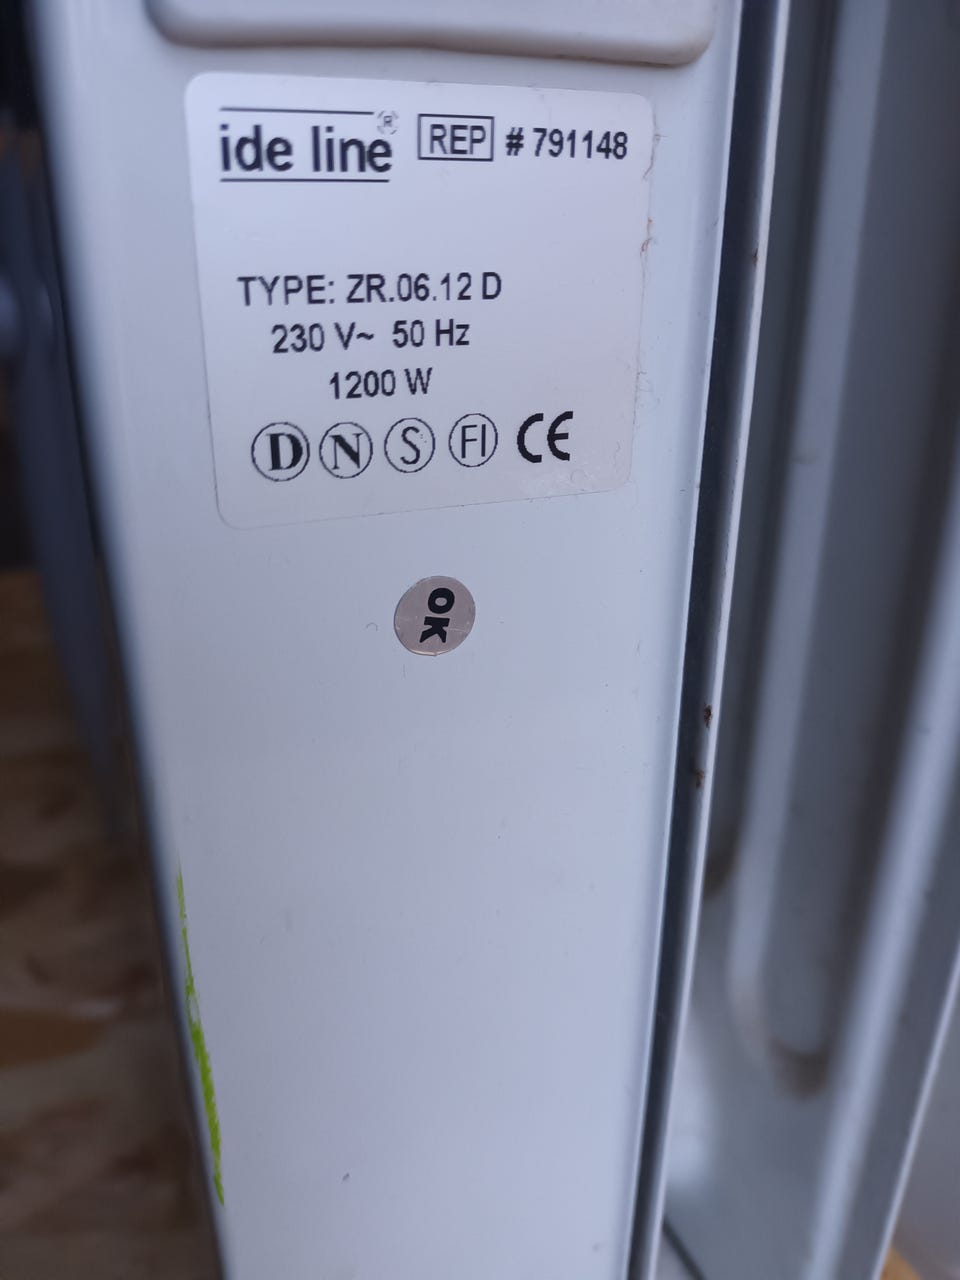 ide line® REP # 791148
TYPE: ZR.06.12 D
230 V~ 50 Hz
1200 W
D N S FI CE
OK